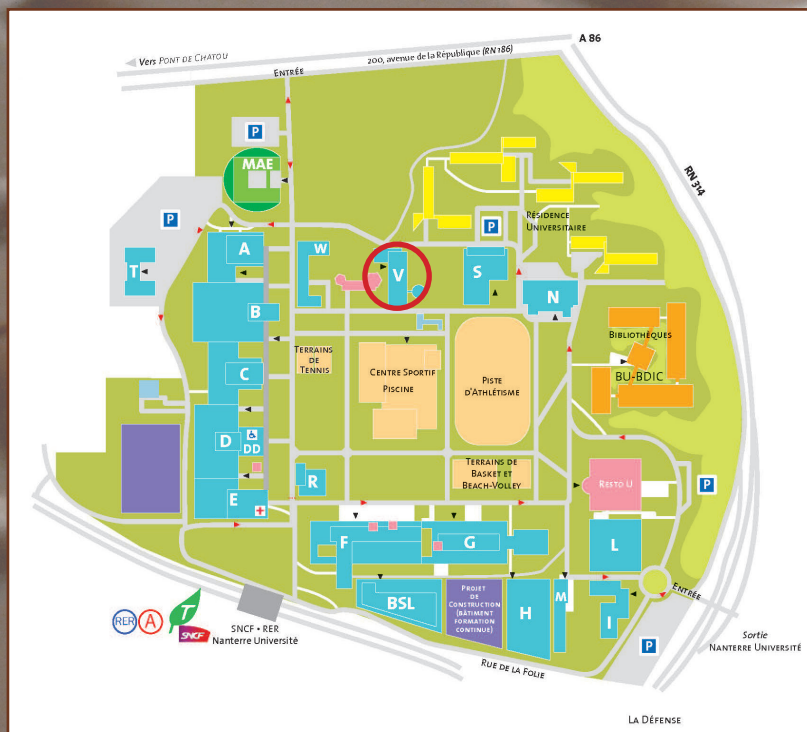 A 86
Vers PONT DE CHATOU
200, avenue de la République (RN186)
ENTRÉE
P
MAE
RN 314
P
RÉSIDENCE
UNIVERSITAIRE
P
A
W
V
S
T
N
B
BIBLIOTHÈQUES
TERRAINS
DE
TENNIS
CENTRE SPORTIF
PISCINE
PISTE
D'ATHLÉTISME
BU-BDIC
C
D
DD
TERRAINS DE
BASKET ET
BEACH-VOLLEY
R
E
RESTO U
P
F
G
L
BSL
PROJET
DE
CONSTRUCTION
(BÂTIMENT
FORMATION
CONTINUE)
H
M
I
ENTRÉE
RER
A
T
SNCF
SNCF • RER
Nanterre Université
P
Sortie
NANTERRE UNIVERSITÉ
RUE DE LA FOLIE
LA DÉFENSE